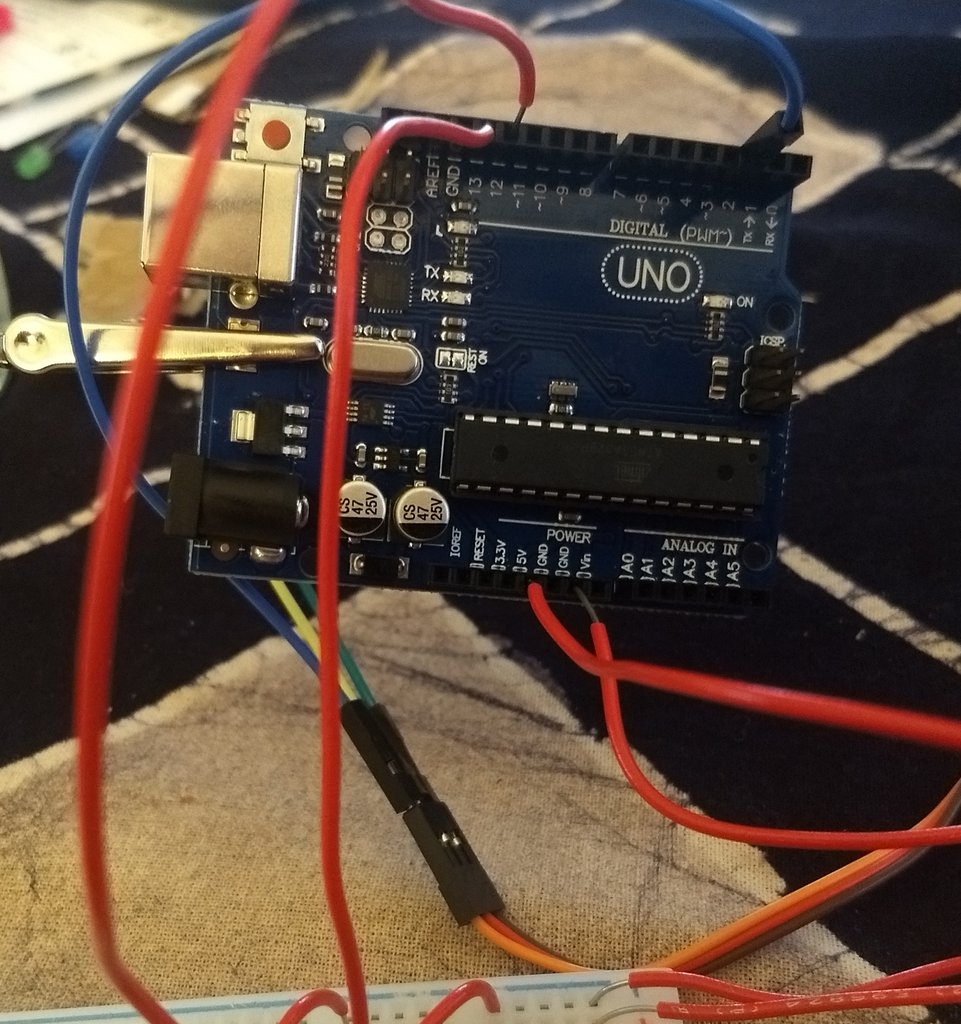 AREF
GND
13
12
~11
~10
~9
8
7
~6
~5
4
~3
2
TX→1
RX←0
DIGITAL (PWM~)
UNO
TX
RX
ON
ICSP
CS
47
25V
CS
47
25V
IOREF
RESET
3.3V
5V
GND
GND
Vin
POWER
ANALOG IN
A0
A1
A2
A3
A4
A5